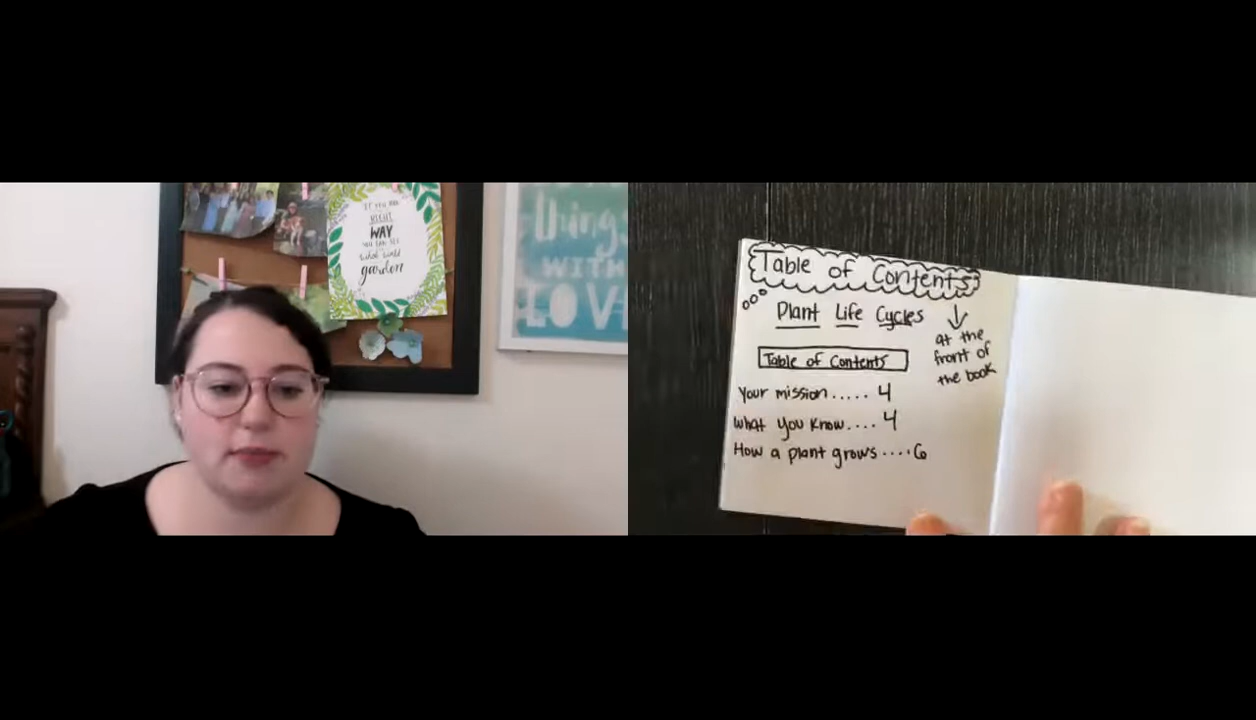 IF YOU
RIGHT
WAY
YOU CAN SEE
whole world
garden
things
WITH
LOV
Table of Contents:
Plant Life Cycles
at the
front of
the book
Table of Contents
Your mission..... 4
What you know.... 4
How a plant grows ....6